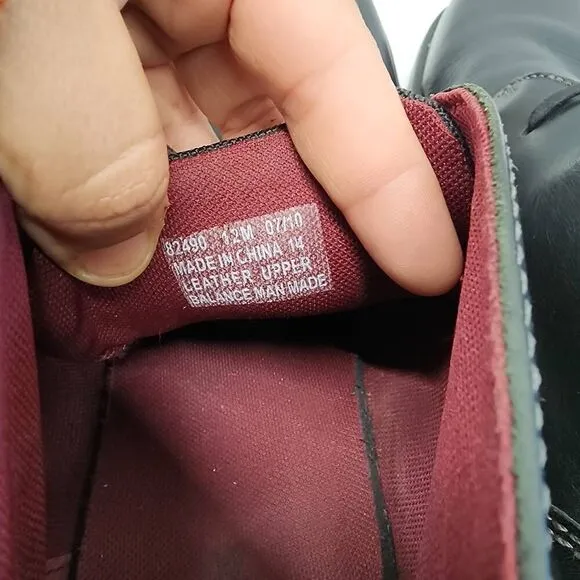 82490 12M 07/10
MADE IN CHINA 14
LEATHER UPPER
BALANCE MAN MADE